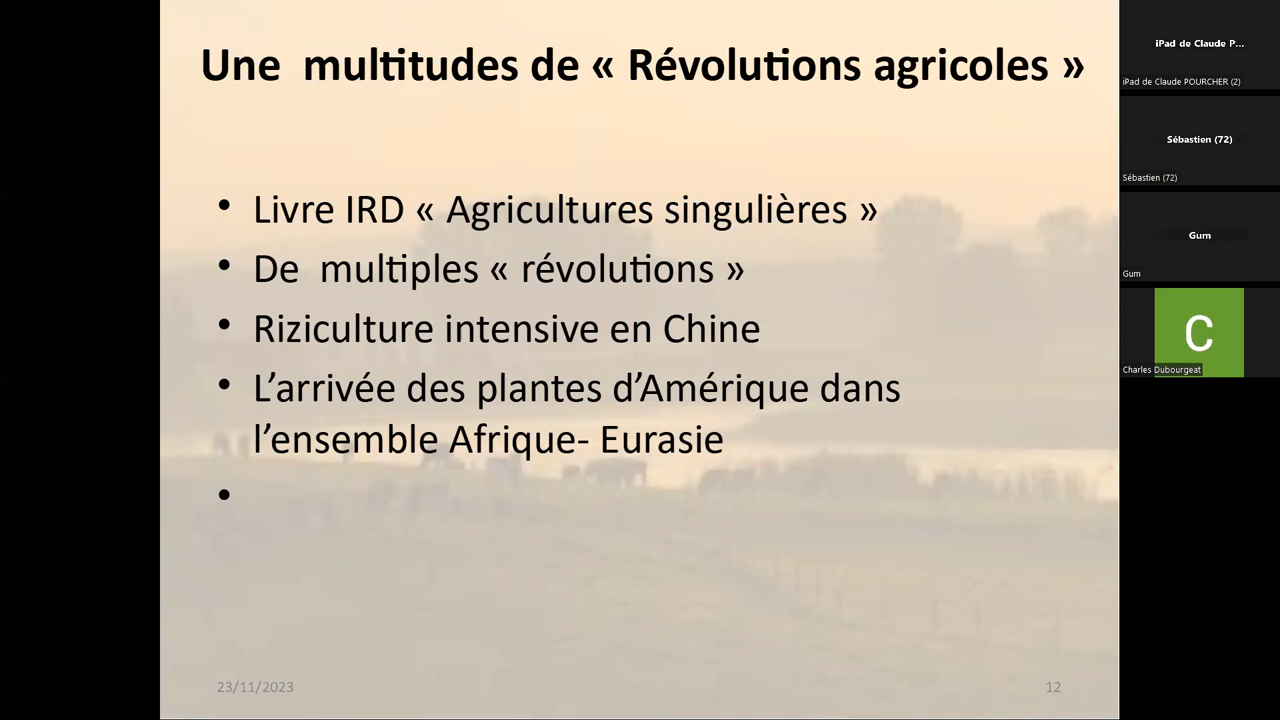 Une  multitudes de « Révolutions agricoles »
• Livre IRD « Agricultures singulières »
• De  multiples « révolutions »
• Riziculture intensive en Chine
• L’arrivée des plantes d’Amérique dans
l’ensemble Afrique- Eurasie
•
23/11/2023
12
iPad de Claude P...
iPad de Claude POURCHER (2)
Sébastien (72)
Sébastien (72)
Gum
Gum
C
Charles Dubourgeat